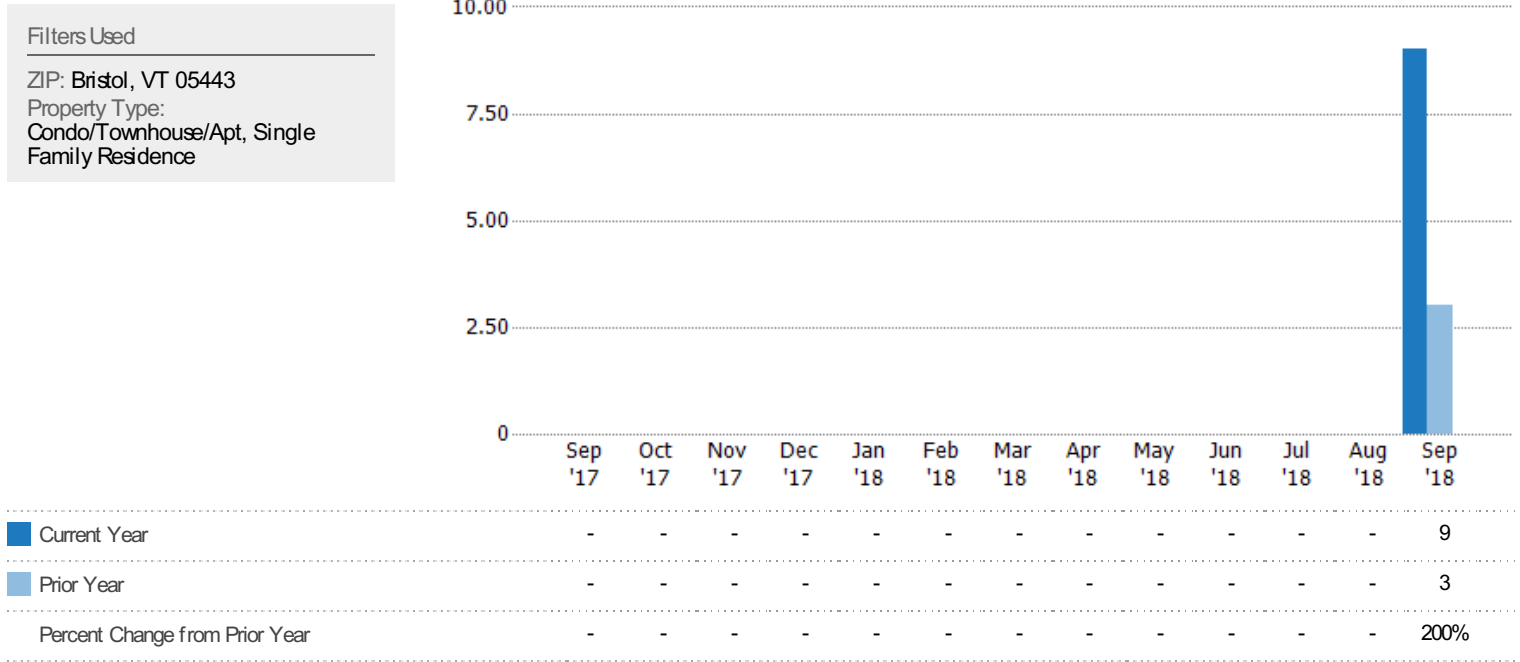 Filters Used
ZIP: Bristol, VT 05443
Property Type:
Condo/Townhouse/Apt, Single
Family Residence
10.00
7.50
5.00
2.50
0
Sep Oct Nov Dec Jan Feb Mar Apr May Jun Jul Aug Sep
'17 '17 '17 '17 '18 '18 '18 '18 '18 '18 '18 '18 '18
Current Year - - - - - - - - - - - - 9
Prior Year - - - - - - - - - - - - 3
Percent Change from Prior Year - - - - - - - - - - - - 200%